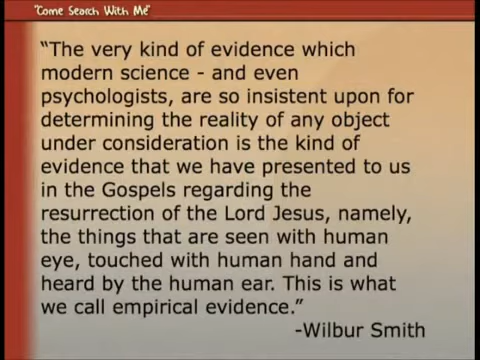 "Come Search With Me"
“The very kind of evidence which
modern science - and even
psychologists, are so insistent upon for
determining the reality of any object
under consideration is the kind of
evidence that we have presented to us
in the Gospels regarding the
resurrection of the Lord Jesus, namely,
the things that are seen with human
eye, touched with human hand and
heard by the human ear. This is what
we call empirical evidence.”
-Wilbur Smith